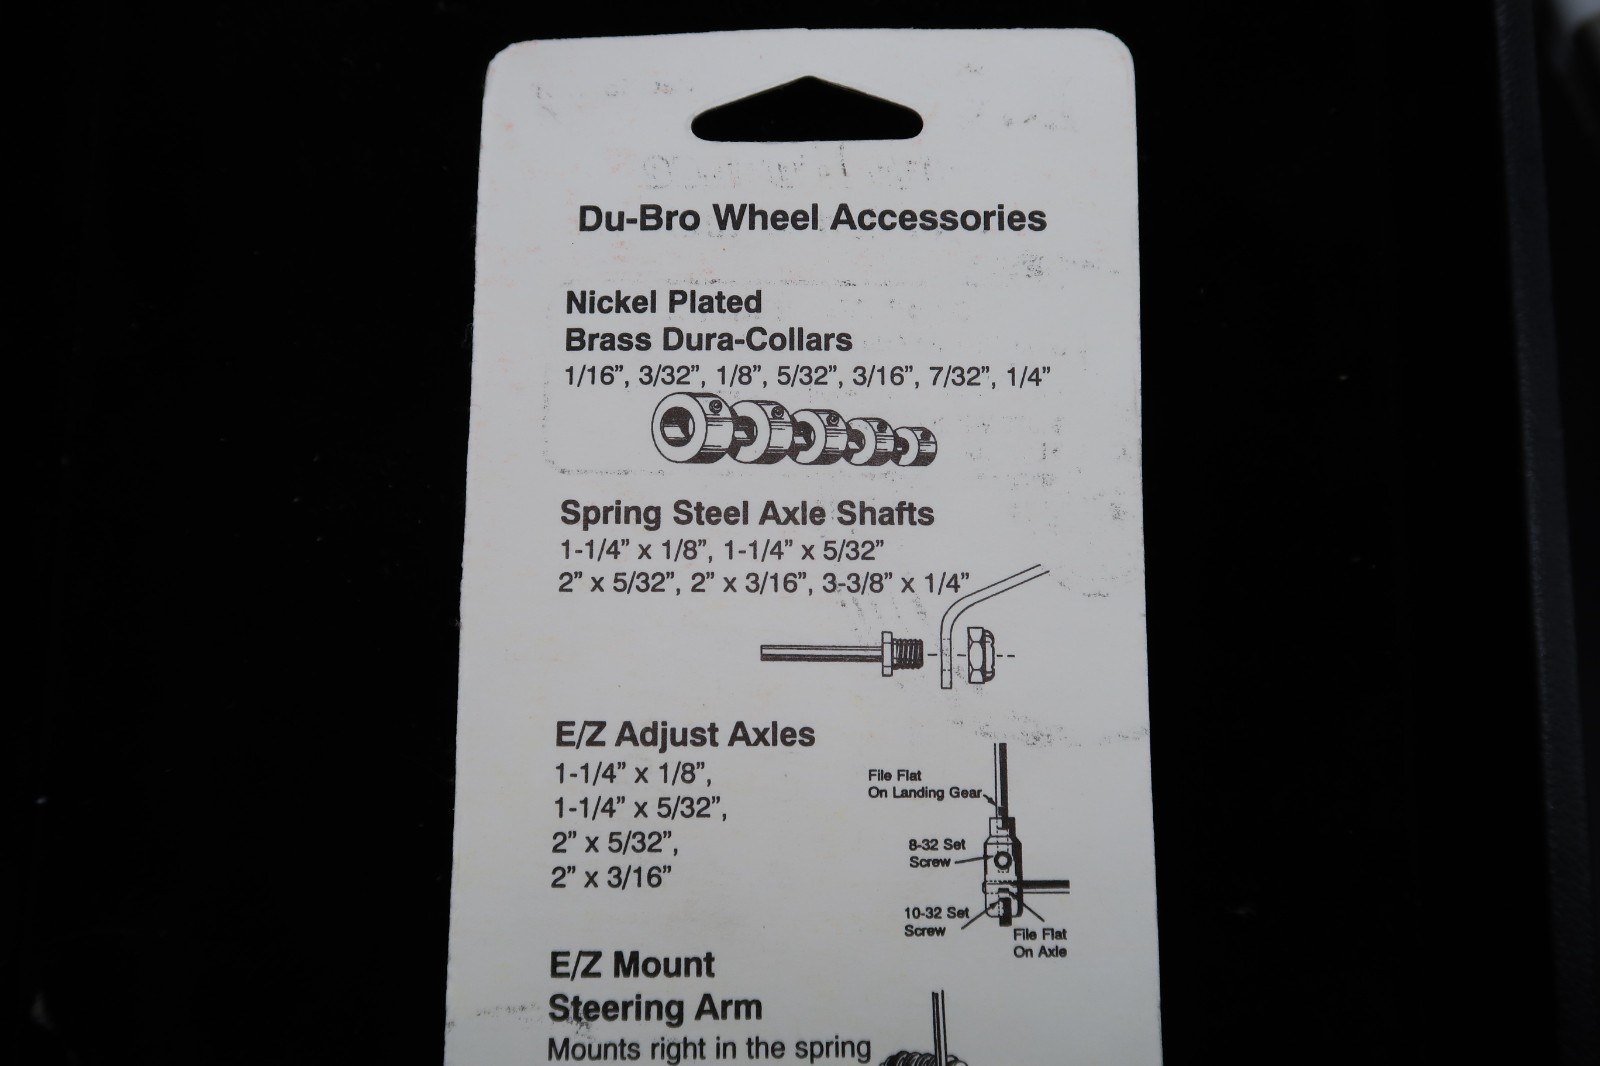 Du-Bro Wheel Accessories
Nickel Plated
Brass Dura-Collars
1/16”, 3/32”, 1/8”, 5/32”, 3/16”, 7/32”, 1/4”
Spring Steel Axle Shafts
1-1/4” x 1/8”, 1-1/4” x 5/32”
2” x 5/32”, 2” x 3/16”, 3-3/8” x 1/4”
E/Z Adjust Axles
1-1/4” x 1/8”,
1-1/4” x 5/32”,
2” x 5/32”,
2” x 3/16”
File Flat
On Landing Gear
8-32 Set
Screw
10-32 Set
Screw
File Flat
On Axle
E/Z Mount
Steering Arm
Mounts right in the spring